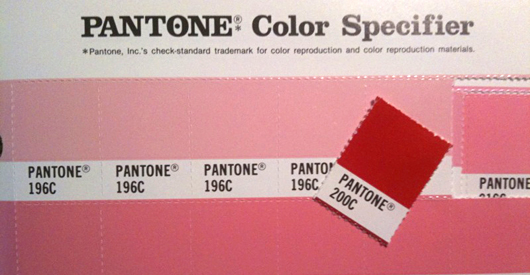 PANTONE®* Color Specifier
*Pantone, Inc.'s check-standard trademark for color reproduction and color reproduction materials.
PANTONE® PANTONE® PANTONE®
196C 196C 196C 196C
PANTONE®
200C
PANTONE